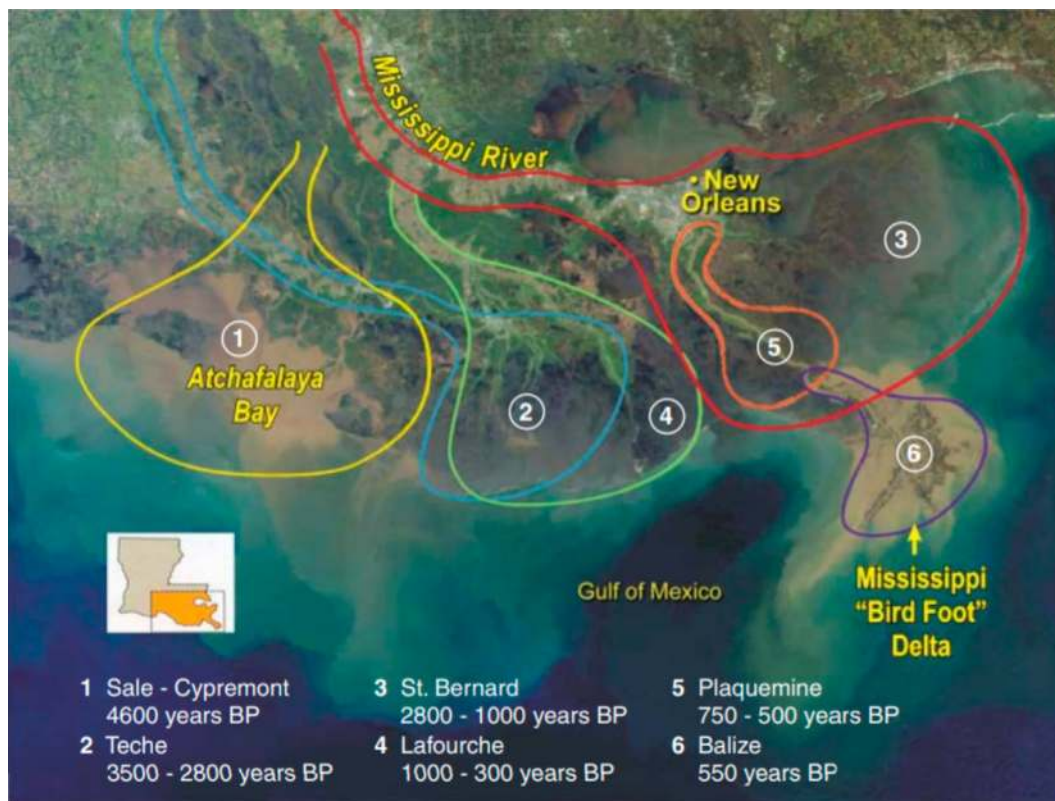 Mississippi River
• New
Orleans
3
5
1
Atchafalaya
Bay
2
4
6
Gulf of Mexico
Mississippi
"Bird Foot"
Delta
1 Sale - Cypremont
4600 years BP
2 Teche
3500 - 2800 years BP
3 St. Bernard
2800 - 1000 years BP
4 Lafourche
1000 - 300 years BP
5 Plaquemine
750 - 500 years BP
6 Balize
550 years BP